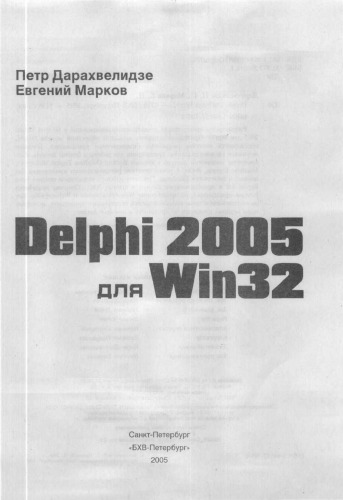 Петр Дарахвелидзе
Евгений Марков
Delphi 2005
для Win32
Санкт-Петербург
«БХВ-Петербург»
2005